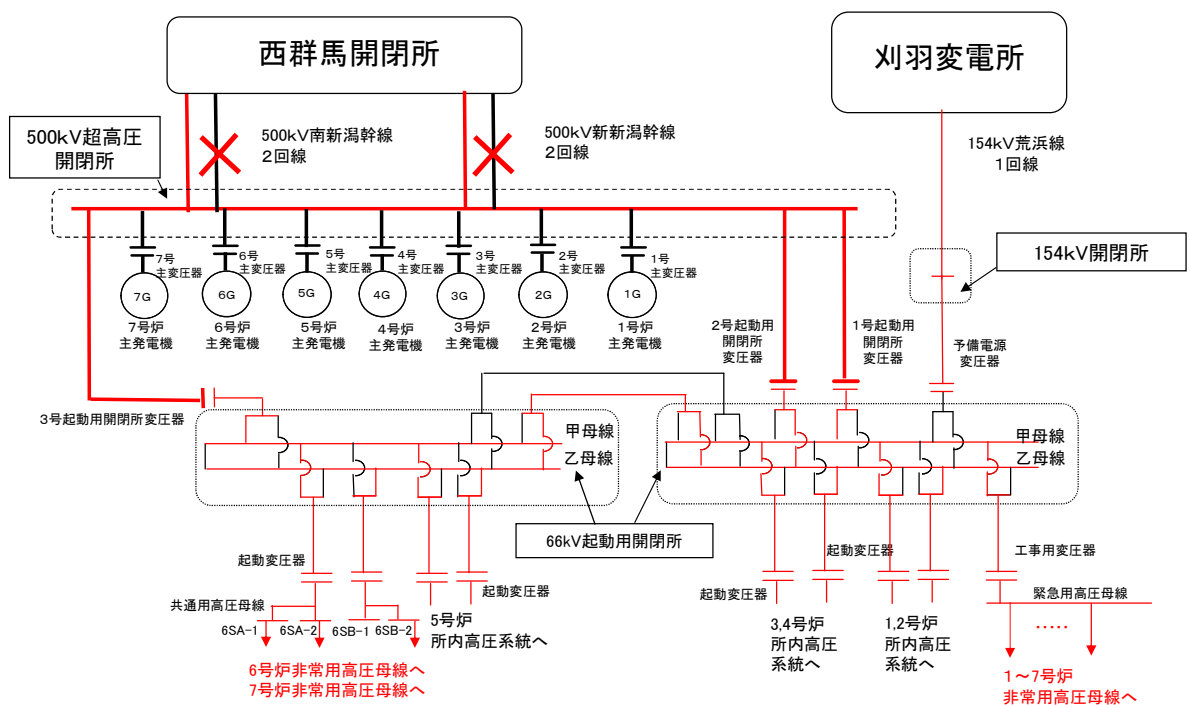 西群馬開閉所
刈羽変電所
500kV超高圧
開閉所
500kV南新潟幹線
2回線
500kV新新潟幹線
2回線
154kV荒浜線
1回線
154kV開閉所
7号
主変圧器
6号
主変圧器
5号
主変圧器
4号
主変圧器
3号
主変圧器
2号
主変圧器
1号
主変圧器
7G
6G
5G
4G
3G
2G
1G
7号炉
主発電機
6号炉
主発電機
5号炉
主発電機
4号炉
主発電機
3号炉
主発電機
2号炉
主発電機
1号炉
主発電機
2号起動用
開閉所
変圧器
1号起動用
開閉所
変圧器
予備電源
変圧器
3号起動用開閉所変圧器
甲母線
乙母線
甲母線
乙母線
66kV起動用開閉所
起動変圧器
起動変圧器
起動変圧器
起動変圧器
工事用変圧器
共通用高圧母線
6SA-1
6SA-2
6SB-1
6SB-2
5号炉
所内高圧系統へ
3,4号炉
所内高圧
系統へ
1,2号炉
所内高圧
系統へ
緊急用高圧母線
.....
6号炉非常用高圧母線へ
7号炉非常用高圧母線へ
1～7号炉
非常用高圧母線へ